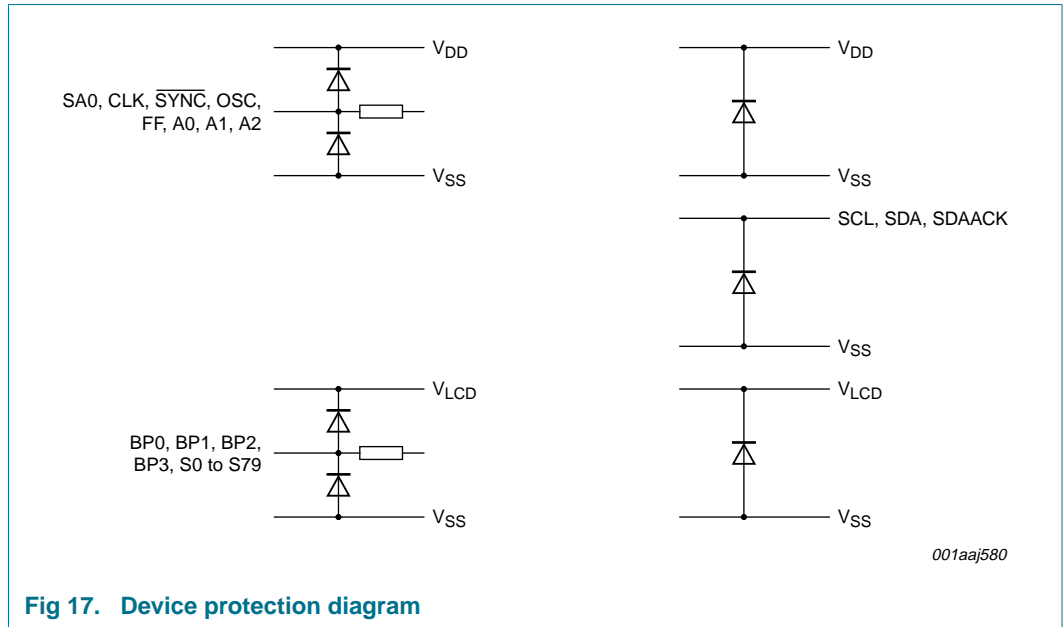 VDD
SA0, CLK, SYNC, OSC,
FF, A0, A1, A2
VSS
VDD
VSS
SCL, SDA, SDAACK
VSS
VLCD
BP0, BP1, BP2,
BP3, S0 to S79
VSS
VLCD
VSS
001aaj580
Fig 17. Device protection diagram